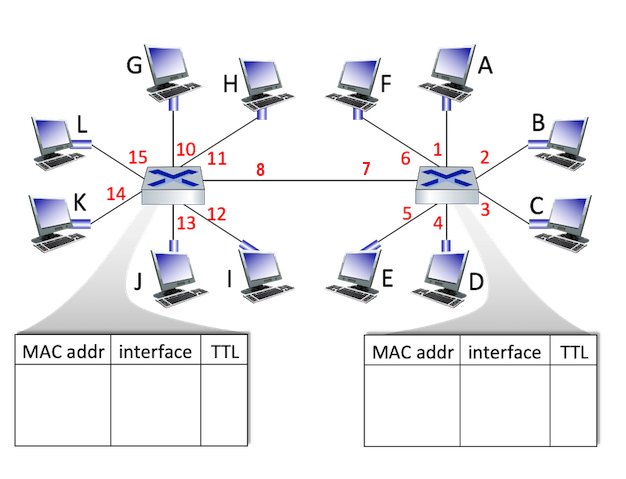 G
H
F
A
L
B
15
10
11
8
7
6
1
2
K
14
13
12
5
4
3
C
J
I
E
D
MAC addr interface TTL
MAC addr interface TTL